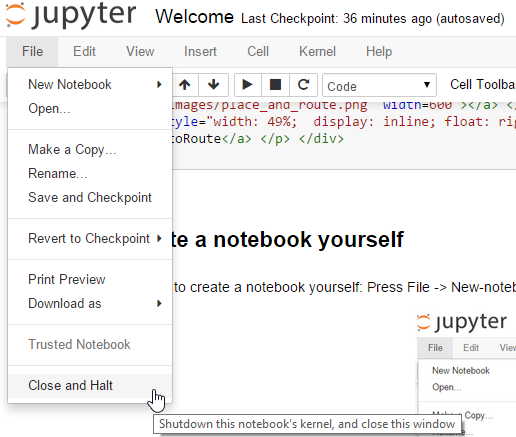 jupyter Welcome Last Checkpoint: 36 minutes ago (autosaved)
File Edit View Insert Cell Kernel Help
Code Cell Toolba
New Notebook
Open...
Make a Copy...
Rename...
Save and Checkpoint
Revert to Checkpoint
Print Preview
Download as
Trusted Notebook
Close and Halt
Shutdown this notebook's kernel, and close this window
images/place_and_route.png width=600 ></a> </
tyle="width: 49%; display: inline; float: rig
toRoute</a> </p> </div>
te a notebook yourself
to create a notebook yourself: Press File -> New-noteb
jupyter
File Edit Vie
New Notebook
Open...